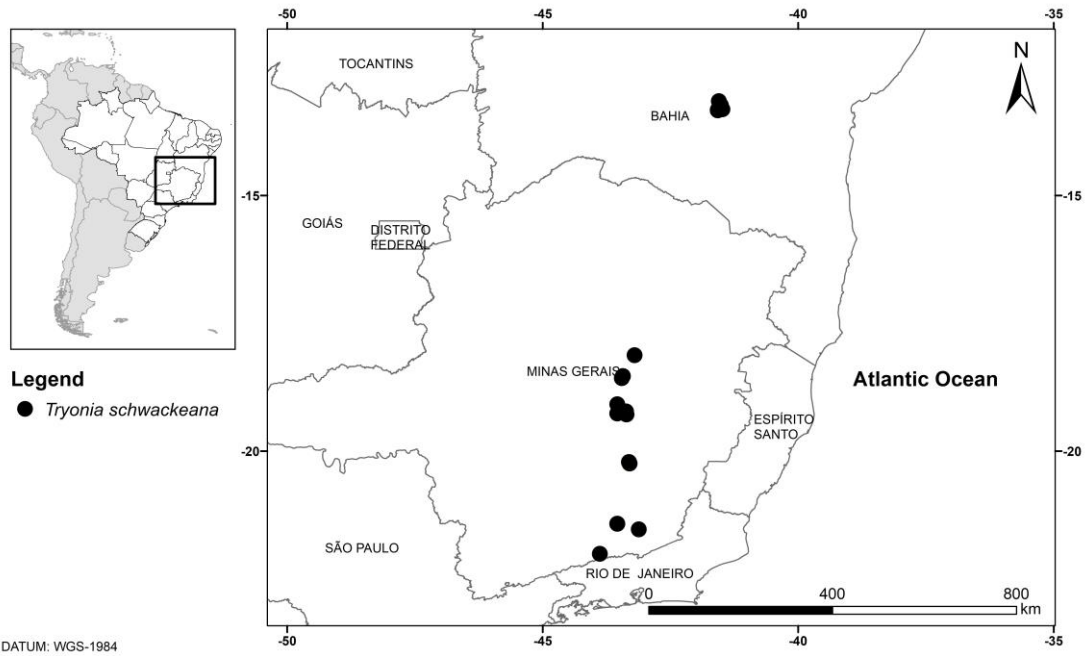 -50
-45
-40
-35
N
TOCANTINS
BAHIA
-15
-15
GOIÁS
DISTRITO
FEDERAL
Legend
Tryonia schwackeana
MINAS GERAIS
Atlantic Ocean
ESPÍRITO
SANTO
-20
-20
SÃO PAULO
RIO DE JANEIRO
0
400
800
km
-50
-45
-40
-35
DATUM: WGS-1984